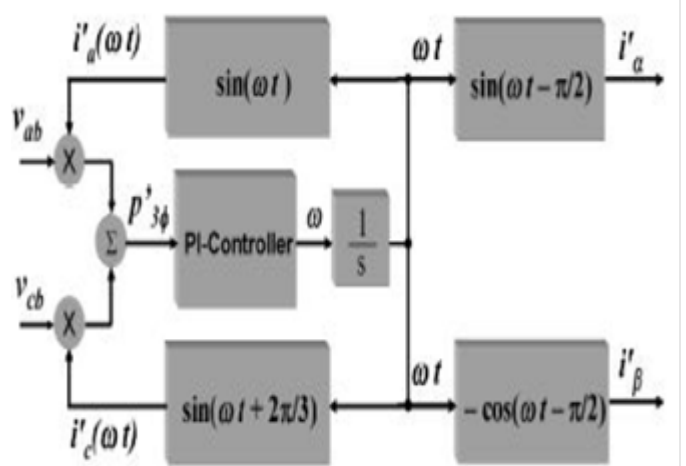 i'a(ωt)
ωt
i'α
sin(ωt)
sin(ωt − π/2)
vab
X
p'3ϕ
ω
Σ
PI-Controller
1/s
vcb
X
ωt
i'β
sin(ωt + 2π/3)
− cos(ωt − π/2)
i'c(ωt)